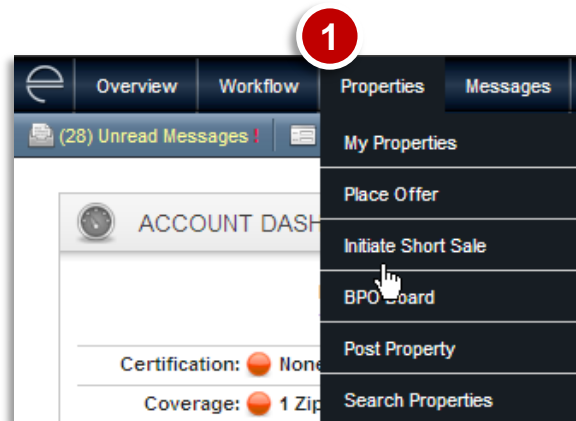 1
Overview Workflow Properties Messages
(28) Unread Messages !
My Properties
Place Offer
ACCOUNT DASH
Initiate Short Sale
BPO Board
Post Property
Certification: None
Search Properties
Coverage: 1 Zip